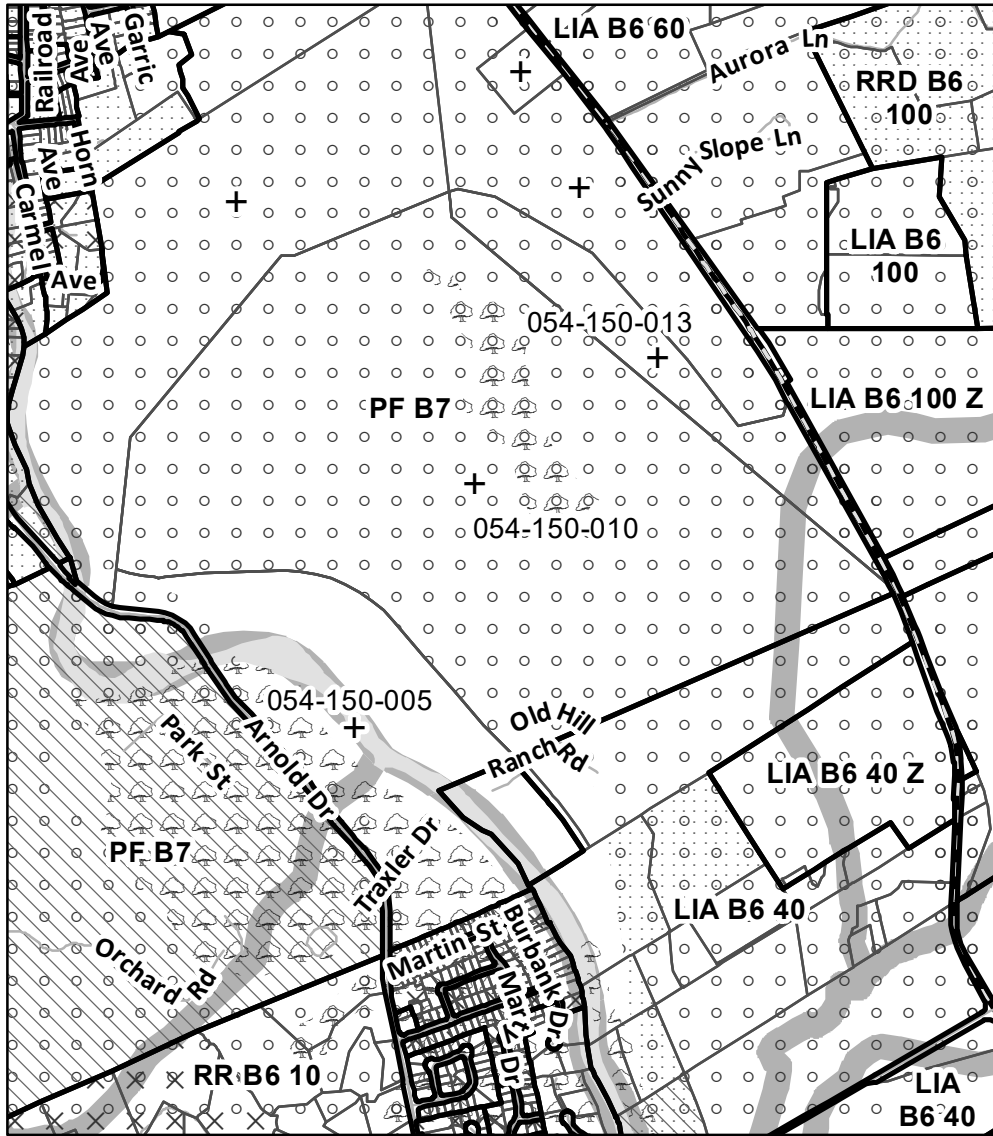 Railroad
Ave
Ave
Garric
LIA B6 60
Aurora Ln
RRD B6
100
Horn
Ave
Sunny Slope Ln
Carmel
Ave
LIA B6
100
054-150-013
PF B7
LIA B6 100 Z
054-150-010
054-150-005
Park St
Arnold Dr
Old Hill
Ranch Rd
LIA B6 40 Z
PF B7
Traxler Dr
LIA B6 40
Orchard Rd
Martin St
Burbank Dr
Marty Dr
RR B6 10
LIA
B6 40